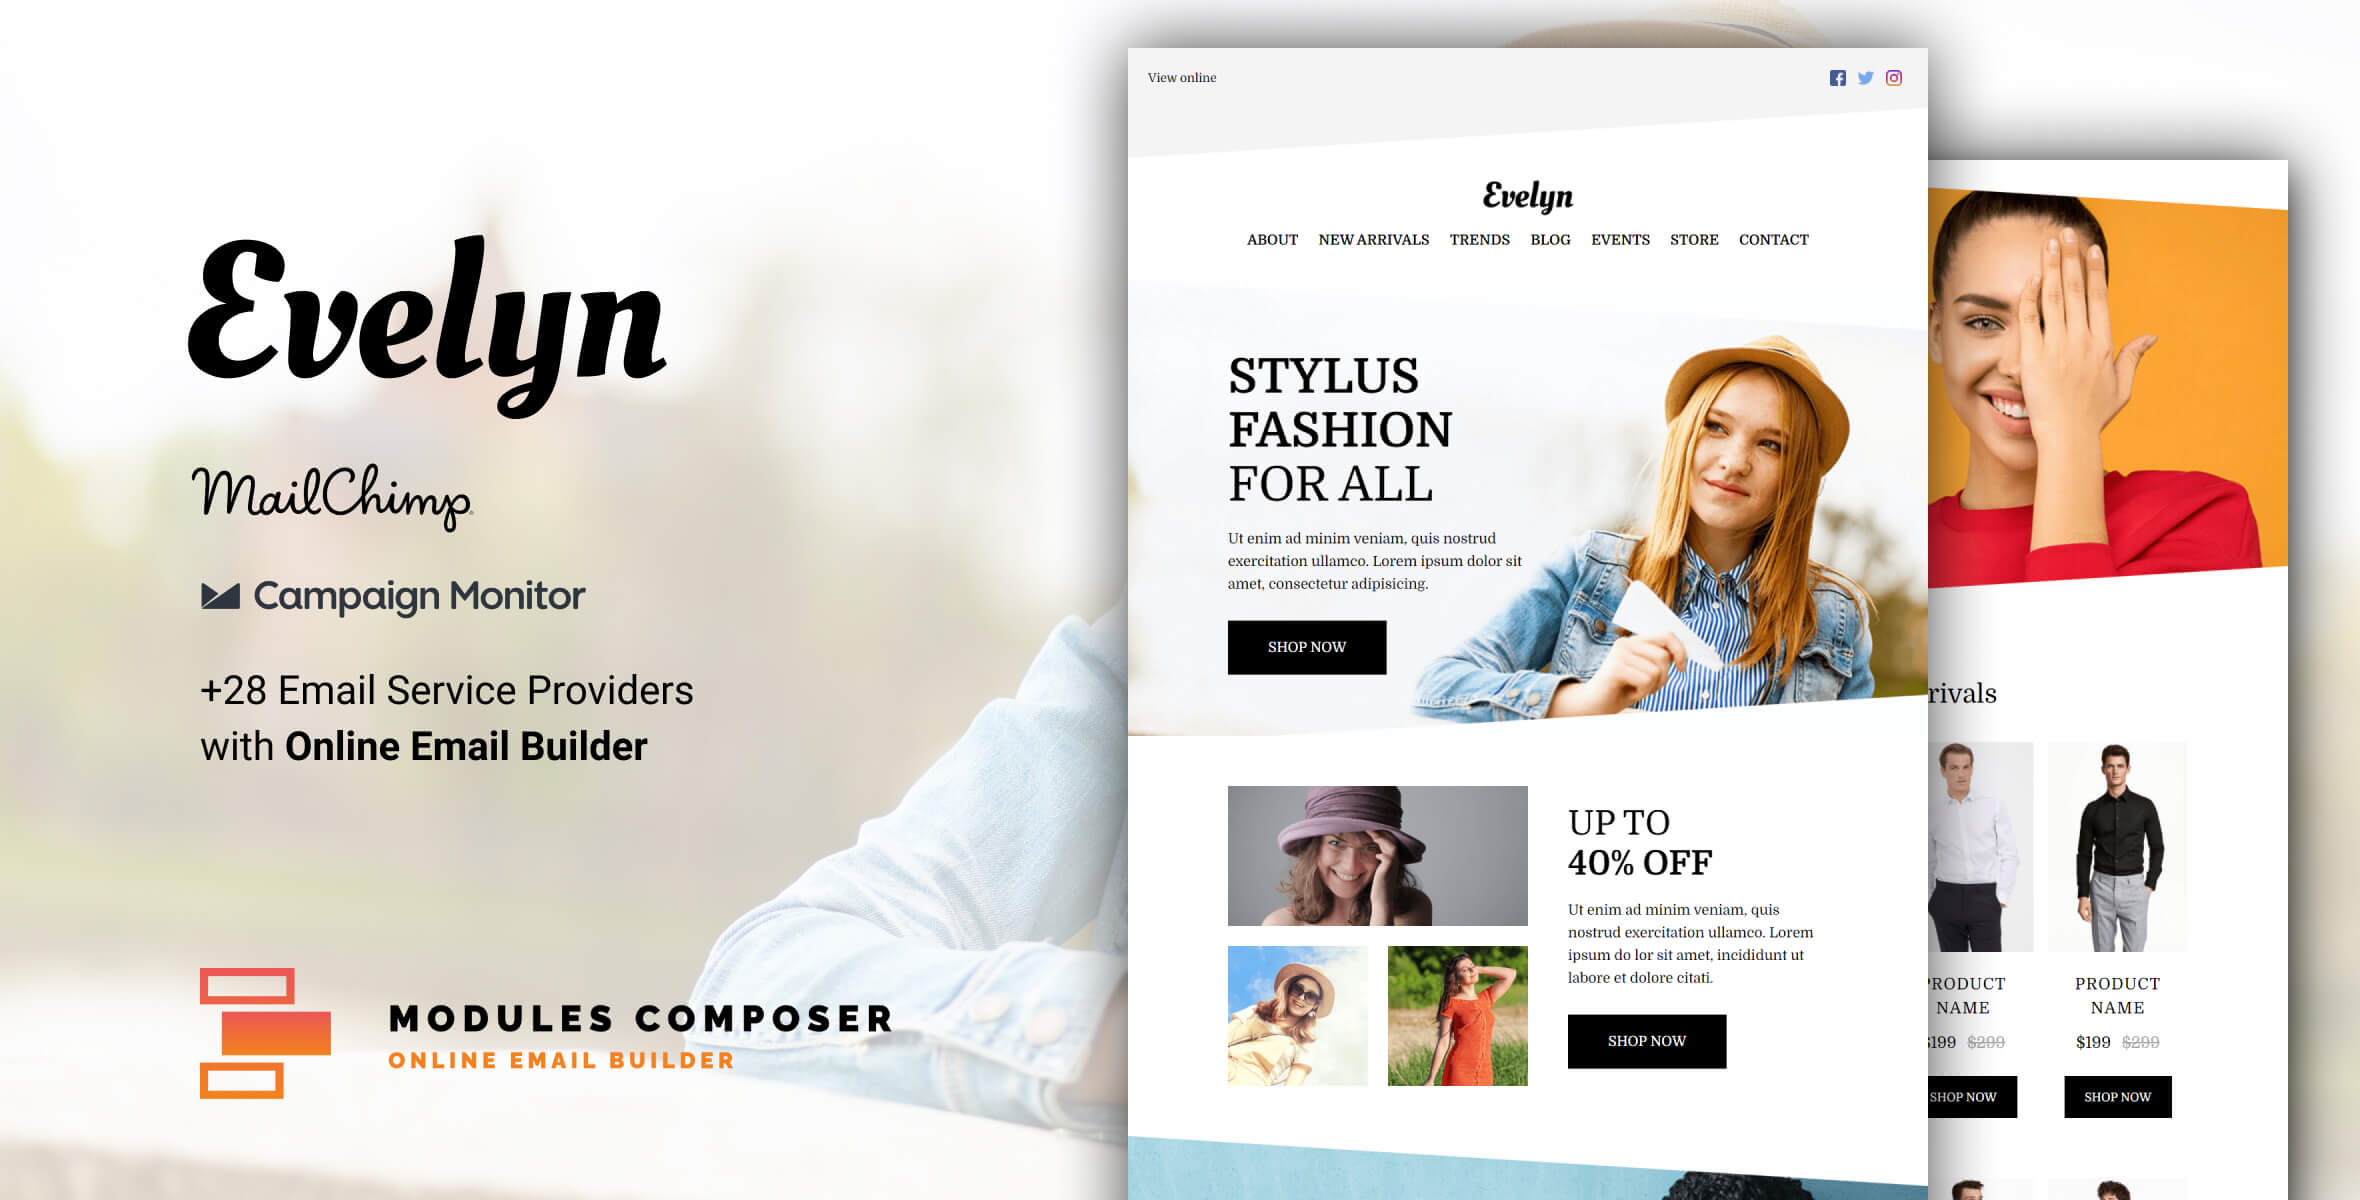 Evelyn
MailChimp
Campaign Monitor
+28 Email Service Providers
with Online Email Builder
MODULES COMPOSER
ONLINE EMAIL BUILDER
View online
Evelyn
ABOUT NEW ARRIVALS TRENDS BLOG EVENTS STORE CONTACT
STYLUS
FASHION
FOR ALL
Ut enim ad minim veniam, quis nostrud
exercitation ullamco. Lorem ipsum dolor sit
amet, consectetur adipisicing.
SHOP NOW
UP TO
40% OFF
Ut enim ad minim veniam, quis
nostrud exercitation ullamco. Lorem
ipsum do lor sit amet, incididunt ut
labore et dolore citati.
SHOP NOW
rivals
PRODUCT
NAME
$199 $299
SHOP NOW
PRODUCT
NAME
$199 $299
SHOP NOW